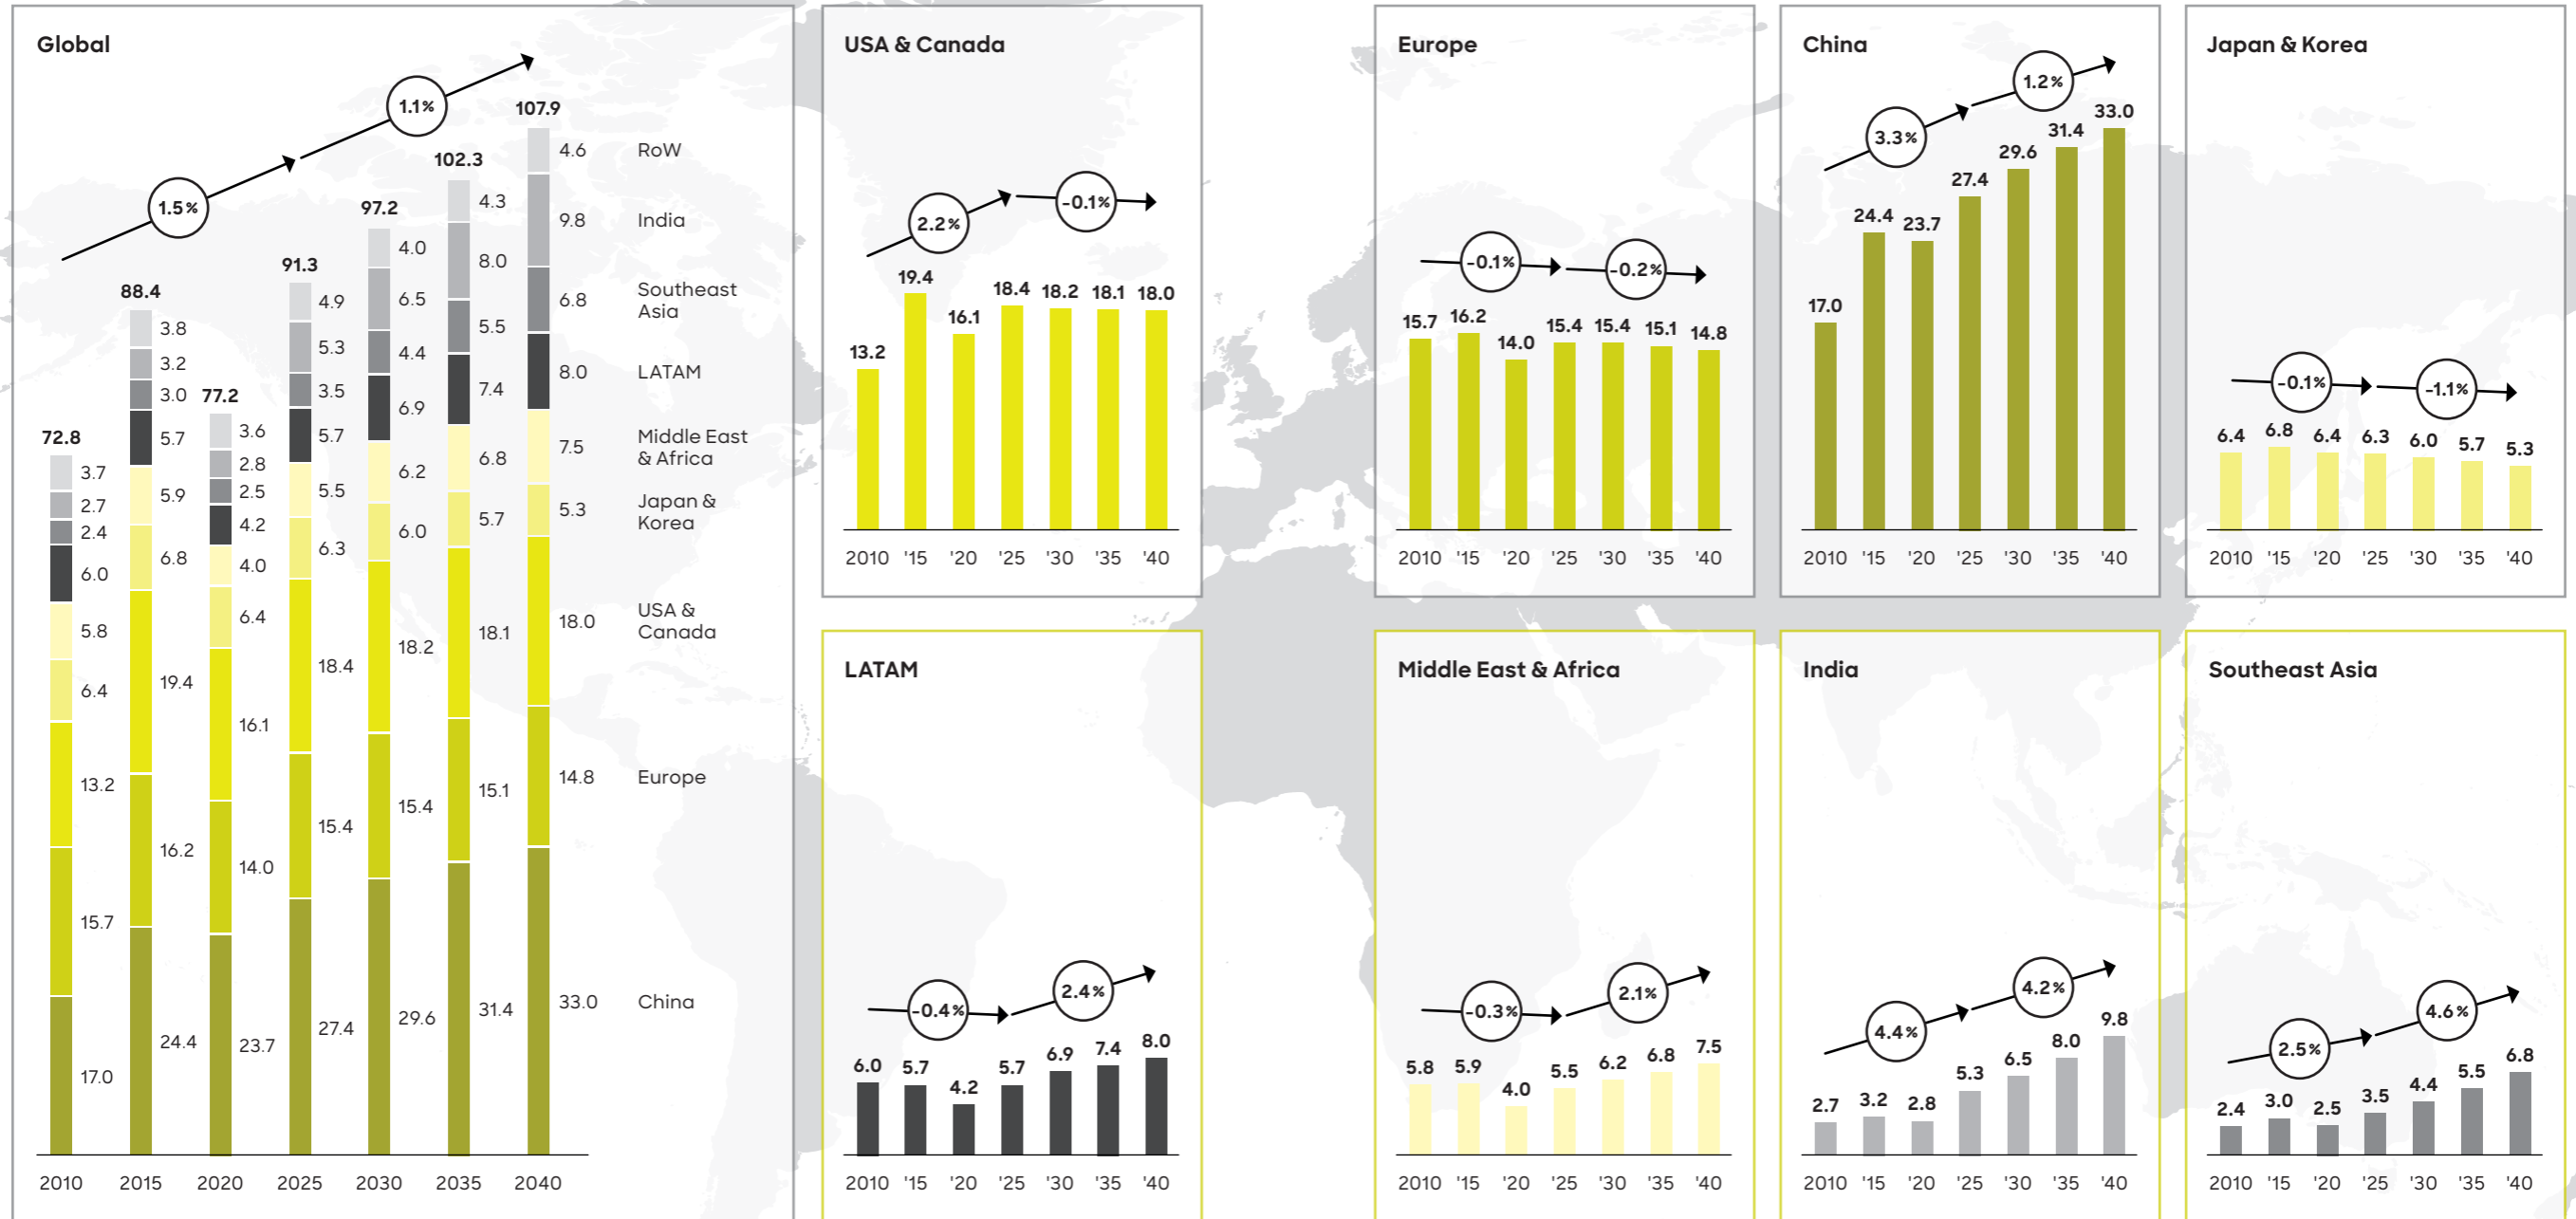 Global
1.5%
1.1%
72.8
3.7
2.7
2.4
6.0
5.8
6.4
13.2
15.7
17.0
88.4
3.8
3.2
3.0
5.7
5.9
6.8
19.4
16.2
24.4
77.2
3.6
2.8
2.5
4.2
4.0
6.4
16.1
14.0
23.7
91.3
4.9
5.3
3.5
5.7
5.5
6.3
18.4
15.4
27.4
97.2
4.0
6.5
4.4
6.9
6.2
6.0
18.2
15.4
29.6
102.3
4.3
8.0
5.5
7.4
6.8
5.7
18.1
15.1
31.4
107.9
4.6
9.8
6.8
8.0
7.5
5.3
18.0
14.8
33.0
RoW
India
Southeast
Asia
LATAM
Middle East
& Africa
Japan &
Korea
USA &
Canada
Europe
China
2010 2015 2020 2025 2030 2035 2040
USA & Canada
2.2%
-0.1%
13.2 19.4 16.1 18.4 18.2 18.1 18.0
2010 '15 '20 '25 '30 '35 '40
Europe
-0.1%
-0.2%
15.7 16.2 14.0 15.4 15.4 15.1 14.8
2010 '15 '20 '25 '30 '35 '40
China
3.3%
1.2%
17.0 24.4 23.7 27.4 29.6 31.4 33.0
2010 '15 '20 '25 '30 '35 '40
Japan & Korea
-0.1%
-1.1%
6.4 6.8 6.4 6.3 6.0 5.7 5.3
2010 '15 '20 '25 '30 '35 '40
LATAM
-0.4%
2.4%
6.0 5.7 4.2 5.7 6.9 7.4 8.0
2010 '15 '20 '25 '30 '35 '40
Middle East & Africa
-0.3%
2.1%
5.8 5.9 4.0 5.5 6.2 6.8 7.5
2010 '15 '20 '25 '30 '35 '40
India
4.4%
4.2%
2.7 3.2 2.8 5.3 6.5 8.0 9.8
2010 '15 '20 '25 '30 '35 '40
Southeast Asia
2.5%
4.6%
2.4 3.0 2.5 3.5 4.4 5.5 6.8
2010 '15 '20 '25 '30 '35 '40